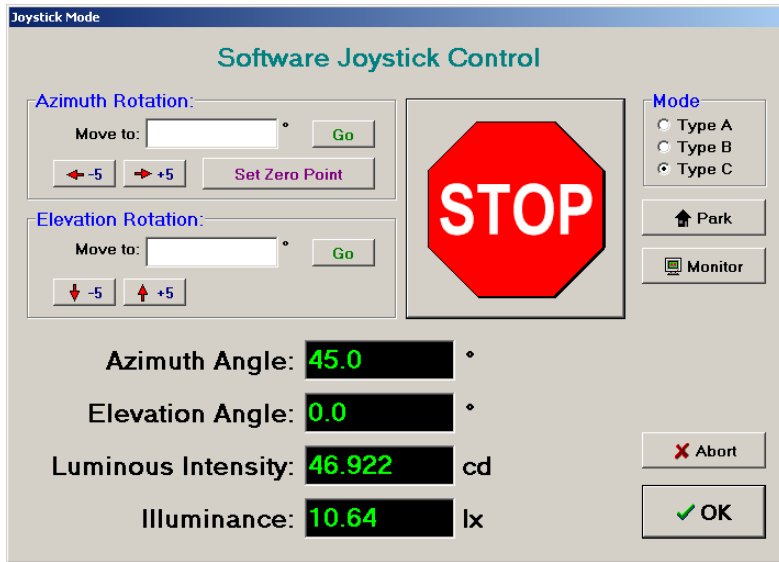 Joystick Mode
Software Joystick Control
Azimuth Rotation:
Move to: °
Go
-5
+5
Set Zero Point
Elevation Rotation:
Move to: °
Go
-5
+5
STOP
Mode
Type A
Type B
Type C
Park
Monitor
Azimuth Angle: 45.0 °
Elevation Angle: 0.0 °
Luminous Intensity: 46.922 cd
Illuminance: 10.64 lx
Abort
OK